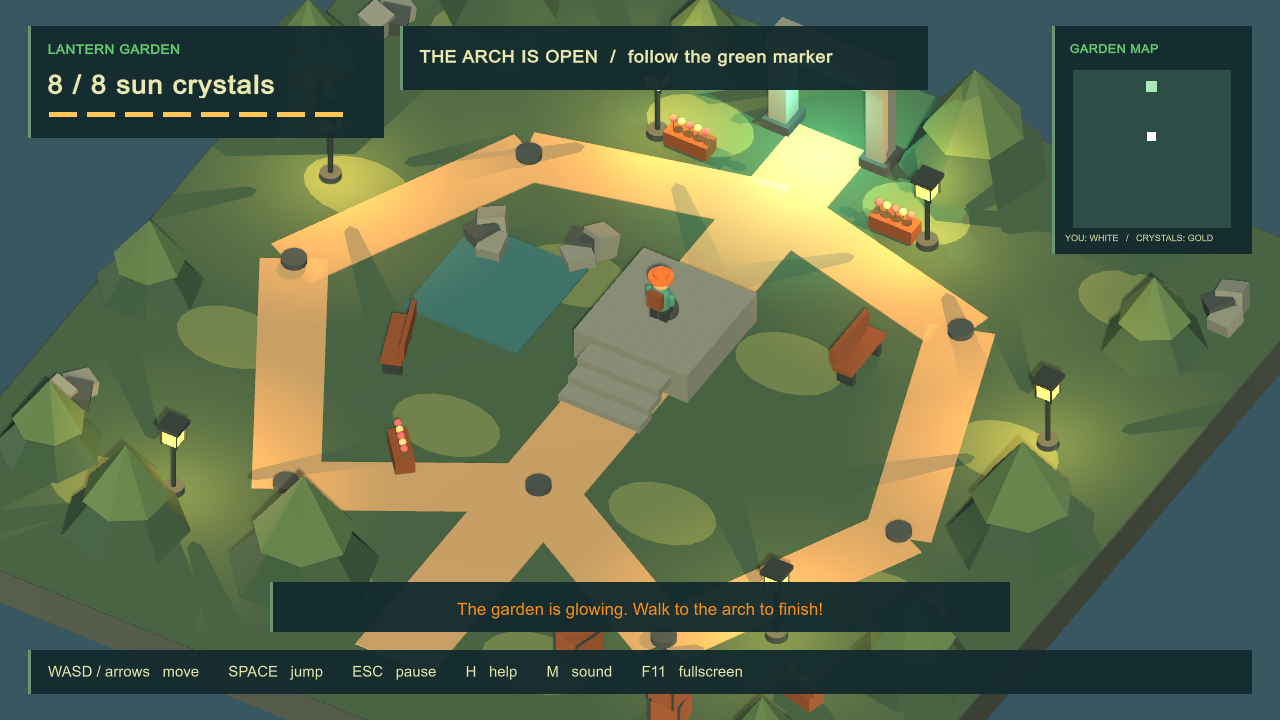 LANTERN GARDEN
8 / 8 sun crystals
THE ARCH IS OPEN / follow the green marker
GARDEN MAP
YOU: WHITE / CRYSTALS: GOLD
The garden is glowing. Walk to the arch to finish!
WASD / arrows move SPACE jump ESC pause H help M sound F11 fullscreen